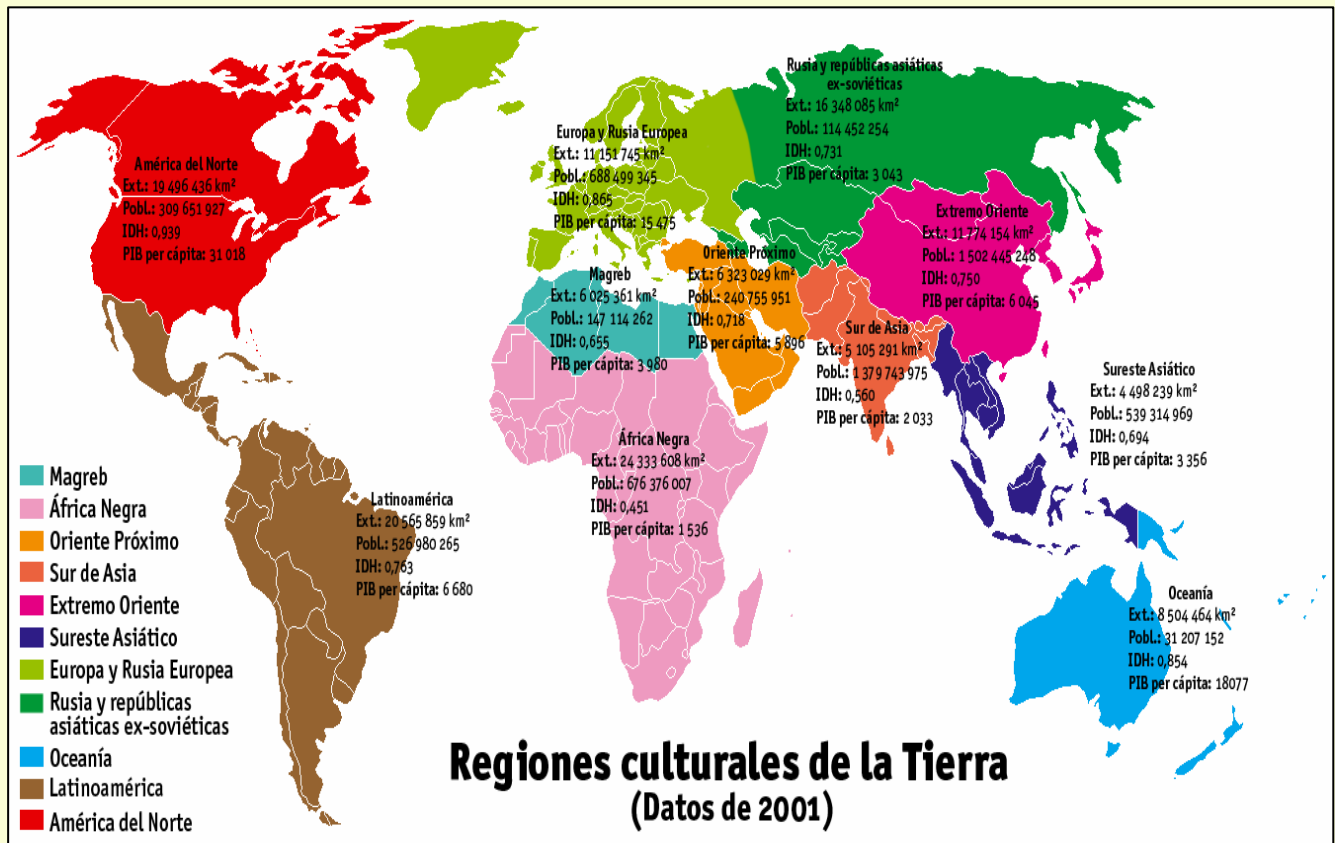 América del Norte
Ext.: 19 496 436 km²
Pobl.: 309 651 927
IDH: 0,939
PIB per cápita: 31 018
Europa y Rusia Europea
Ext.: 11 151 745 km²
Pobl.: 688 499 345
IDH: 0,865
PIB per cápita: 15 475
Rusia y repúblicas asiáticas
ex-soviéticas
Ext.: 16 348 085 km²
Pobl.: 114 452 254
IDH: 0,731
PIB per cápita: 3 043
Extremo Oriente
Ext.: 11 774 154 km²
Pobl.: 1 502 445 248
IDH: 0,750
PIB per cápita: 6 045
Oriente Próximo
Ext.: 6 323 029 km²
Pobl.: 240 755 951
IDH: 0,718
PIB per cápita: 5 896
Magreb
Ext.: 6 025 361 km²
Pobl.: 147 114 262
IDH: 0,655
PIB per cápita: 3 980
Sur de Asia
Ext.: 5 105 291 km²
Pobl.: 1 379 743 975
IDH: 0,560
PIB per cápita: 2 033
Sureste Asiático
Ext.: 4 498 239 km²
Pobl.: 539 314 969
IDH: 0,694
PIB per cápita: 3 356
África Negra
Ext.: 24 333 608 km²
Pobl.: 676 376 007
IDH: 0,451
PIB per cápita: 1 536
Latinoamérica
Ext.: 20 565 859 km²
Pobl.: 526 980 265
IDH: 0,763
PIB per cápita: 6 680
Oceanía
Ext.: 8 504 464 km²
Pobl.: 31 207 152
IDH: 0,854
PIB per cápita: 18077
Magreb
África Negra
Oriente Próximo
Sur de Asia
Extremo Oriente
Sureste Asiático
Europa y Rusia Europea
Rusia y repúblicas
asiáticas ex-soviéticas
Oceanía
Latinoamérica
América del Norte
Regiones culturales de la Tierra
(Datos de 2001)